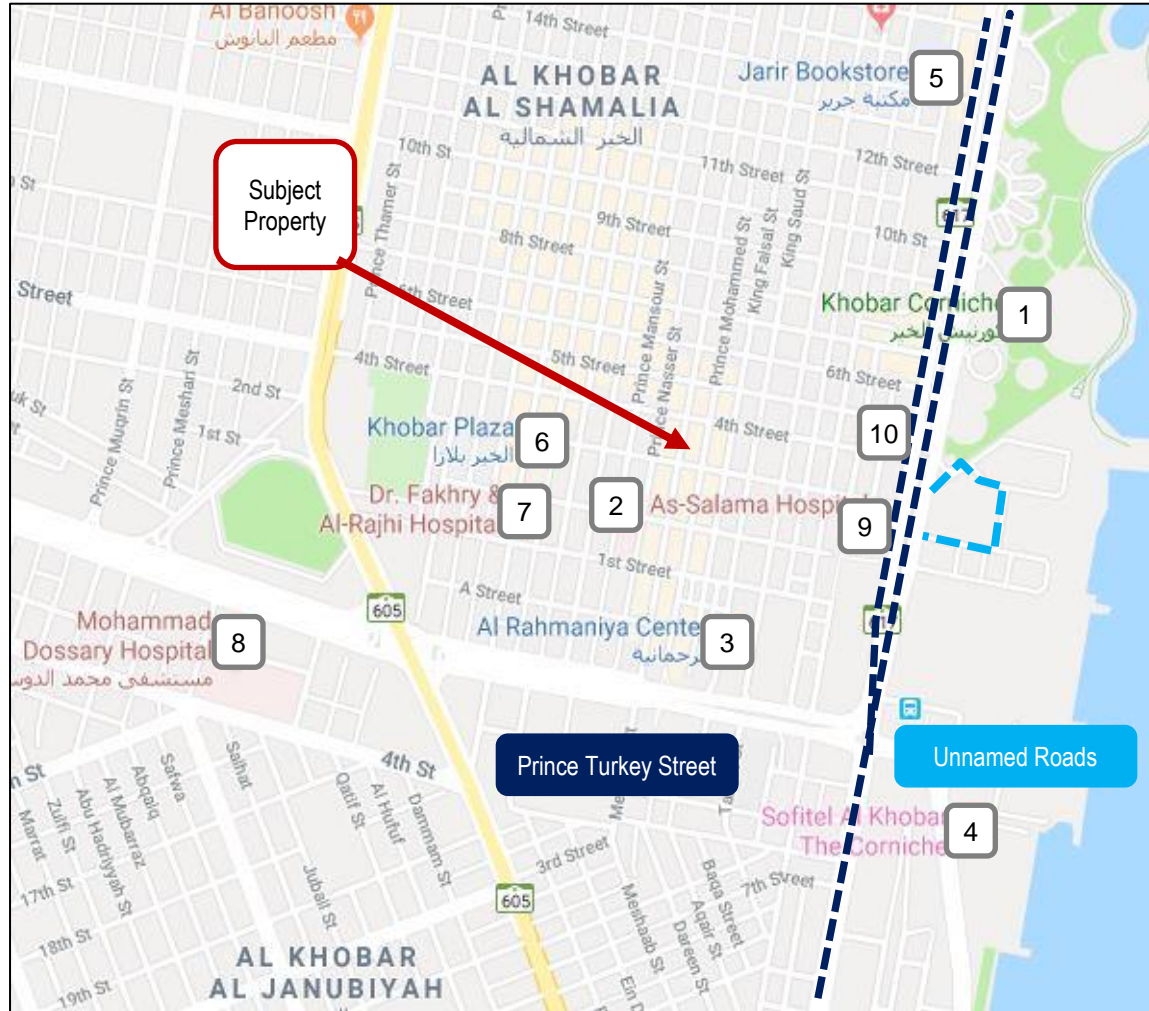 Al Banoosh
مطعم البانوش
14th Street
AL KHOBAR
AL SHAMALIA
الخبر الشمالية
Jarir Bookstore
مكتبة جرير
5
Subject
Property
10th St
11th Street
12th Street
Prince Thamer St
9th Street
8th Street
10th St
617
Prince Mansour St
Prince Nasser St
Prince Mohammed St
King Faisal St
King Saud St
Street
6th Street
Khobar Corniche
كورنيش الخبر
1
4th Street
5th Street
6th Street
2nd St
1st St
Prince Muqrin St
Prince Meshari St
Khobar Plaza
الخبر بلازا
6
4th Street
10
Dr. Fakhry &
Al-Rajhi Hospital
7
2
As-Salama Hospital
9
1st Street
A Street
605
617
Mohammad
Dossary Hospital
8
Al Rahmaniya Center
3
Prince Turkey Street
Unnamed Roads
4th St
Salhat
Safwa
Abqaiq
Al Mubarraz
Abu Hadriyyah St
Zulfi St
Marrat
Qatif St
Al Hufuf
Dammam St
Jubail St
Sofitel Al Khobar
The Corniche
4
3rd Street
7th Street
17th St
18th St
19th St
605
Meshaab St
Baqa Street
Aqair St
Dareen St
AL KHOBAR
AL JANUBIYAH